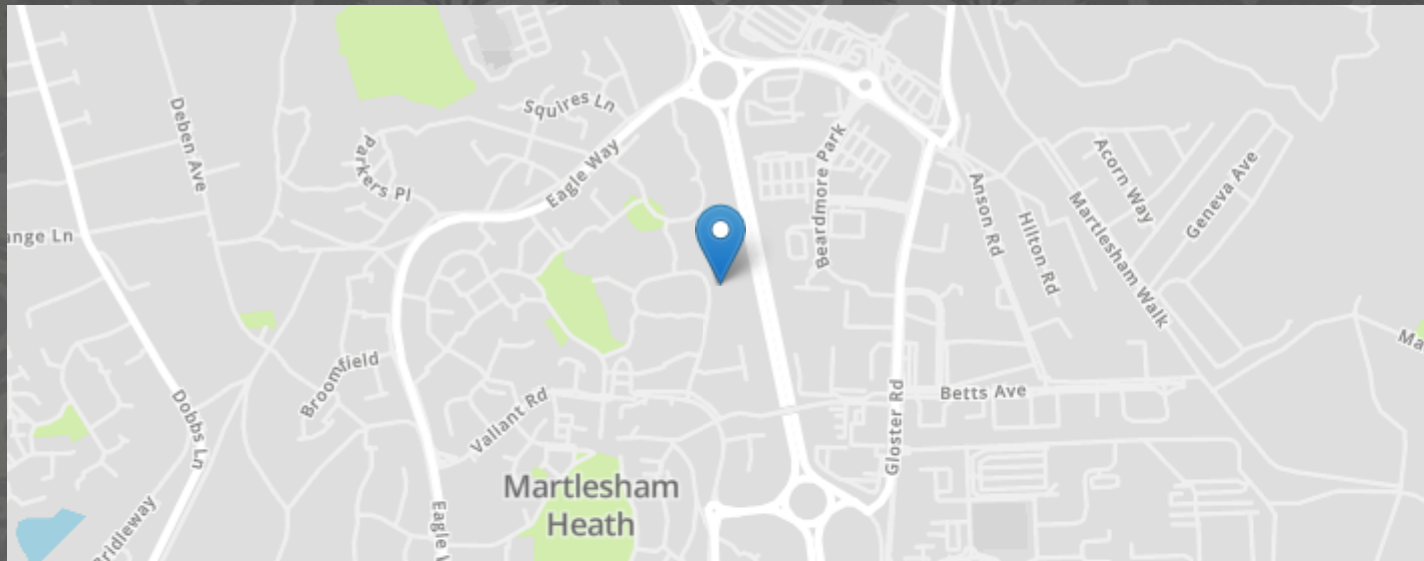 Squires Ln
Deben Ave
Parkers Pl
Eagle Way
Beardmore Park
Acorn Way
Geneva Ave
Anson Rd
Hilton Rd
Martlesham Walk
ange Ln
Broomfield
Dobbs Ln
Valiant Rd
Gloster Rd
Betts Ave
Martlesham
Heath
Eagle W
Bridleway
Ma